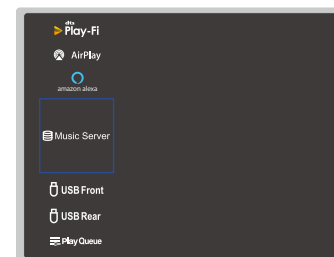 dts
Play-Fi
AirPlay
amazon alexa
Music Server
USB Front
USB Rear
Play Queue